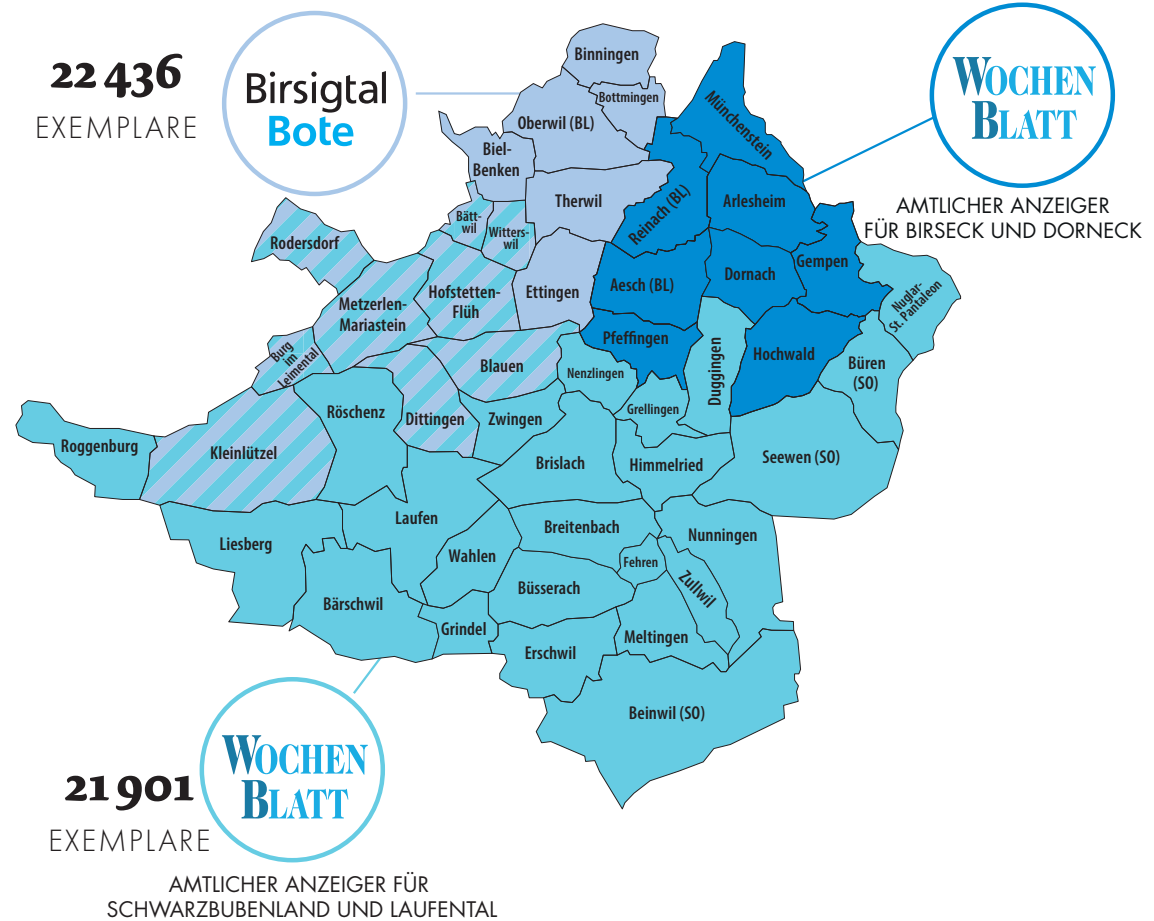 22 436
EXEMPLARE
Birsigtal
Bote
WOCHEN
BLATT
AMTLICHER ANZEIGER
FÜR BIRSECK UND DORNECK
Binningen
Bottmingen
Oberwil (BL)
Biel-
Benken
Therwil
Münchenstein
Reinach (BL)
Arlesheim
Bätt-
wil
Witters-
wil
Rodersdorf
Gempen
Dornach
Aesch (BL)
Ettingen
Hofstetten-
Flüh
Metzerlen-
Mariastein
Nuglar-
St. Pantaleon
Pfeffingen
Hochwald
Duggingen
Büren
(SO)
Burg
im
Leimental
Blauen
Nenzlingen
Grellingen
Röschenz
Dittingen
Zwingen
Roggenburg
Kleinlützel
Brislach
Himmelried
Seewen (SO)
Laufen
Breitenbach
Nunningen
Liesberg
Wahlen
Fehren
Zullwil
Büsserach
Bärschwil
Grindel
Meltingen
Erschwil
Beinwil (SO)
WOCHEN
BLATT
21 901
EXEMPLARE
AMTLICHER ANZEIGER FÜR
SCHWARZBUBENLAND UND LAUFENTAL